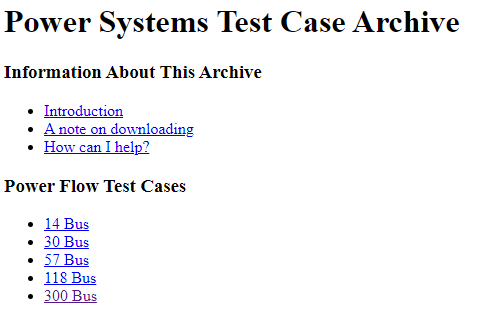 Power Systems Test Case Archive
Information About This Archive
Introduction
A note on downloading
How can I help?
Power Flow Test Cases
14 Bus
30 Bus
57 Bus
118 Bus
300 Bus